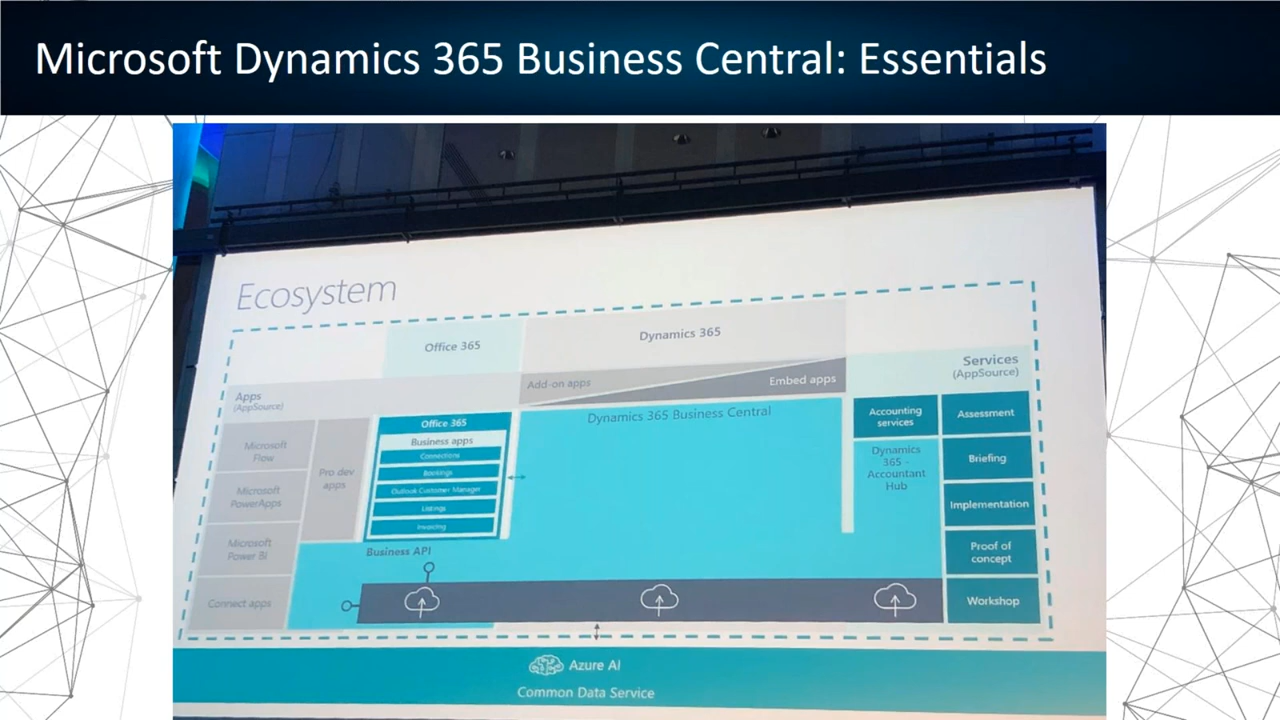 Microsoft Dynamics 365 Business Central: Essentials
Ecosystem
Office 365
Dynamics 365
Services
(AppSource)
Apps
(AppSource)
Add-on apps
Embed apps
Microsoft
Flow
Microsoft
PowerApps
Microsoft
Power BI
Connect apps
Pro dev
apps
Office 365
Business apps
Connections
Bookings
Outlook Customer Manager
Listings
Invoicing
Business API
Dynamics 365 Business Central
Accounting
services
Dynamics
365 -
Accountant
Hub
Assessment
Briefing
Implementation
Proof of
concept
Workshop
Azure AI
Common Data Service